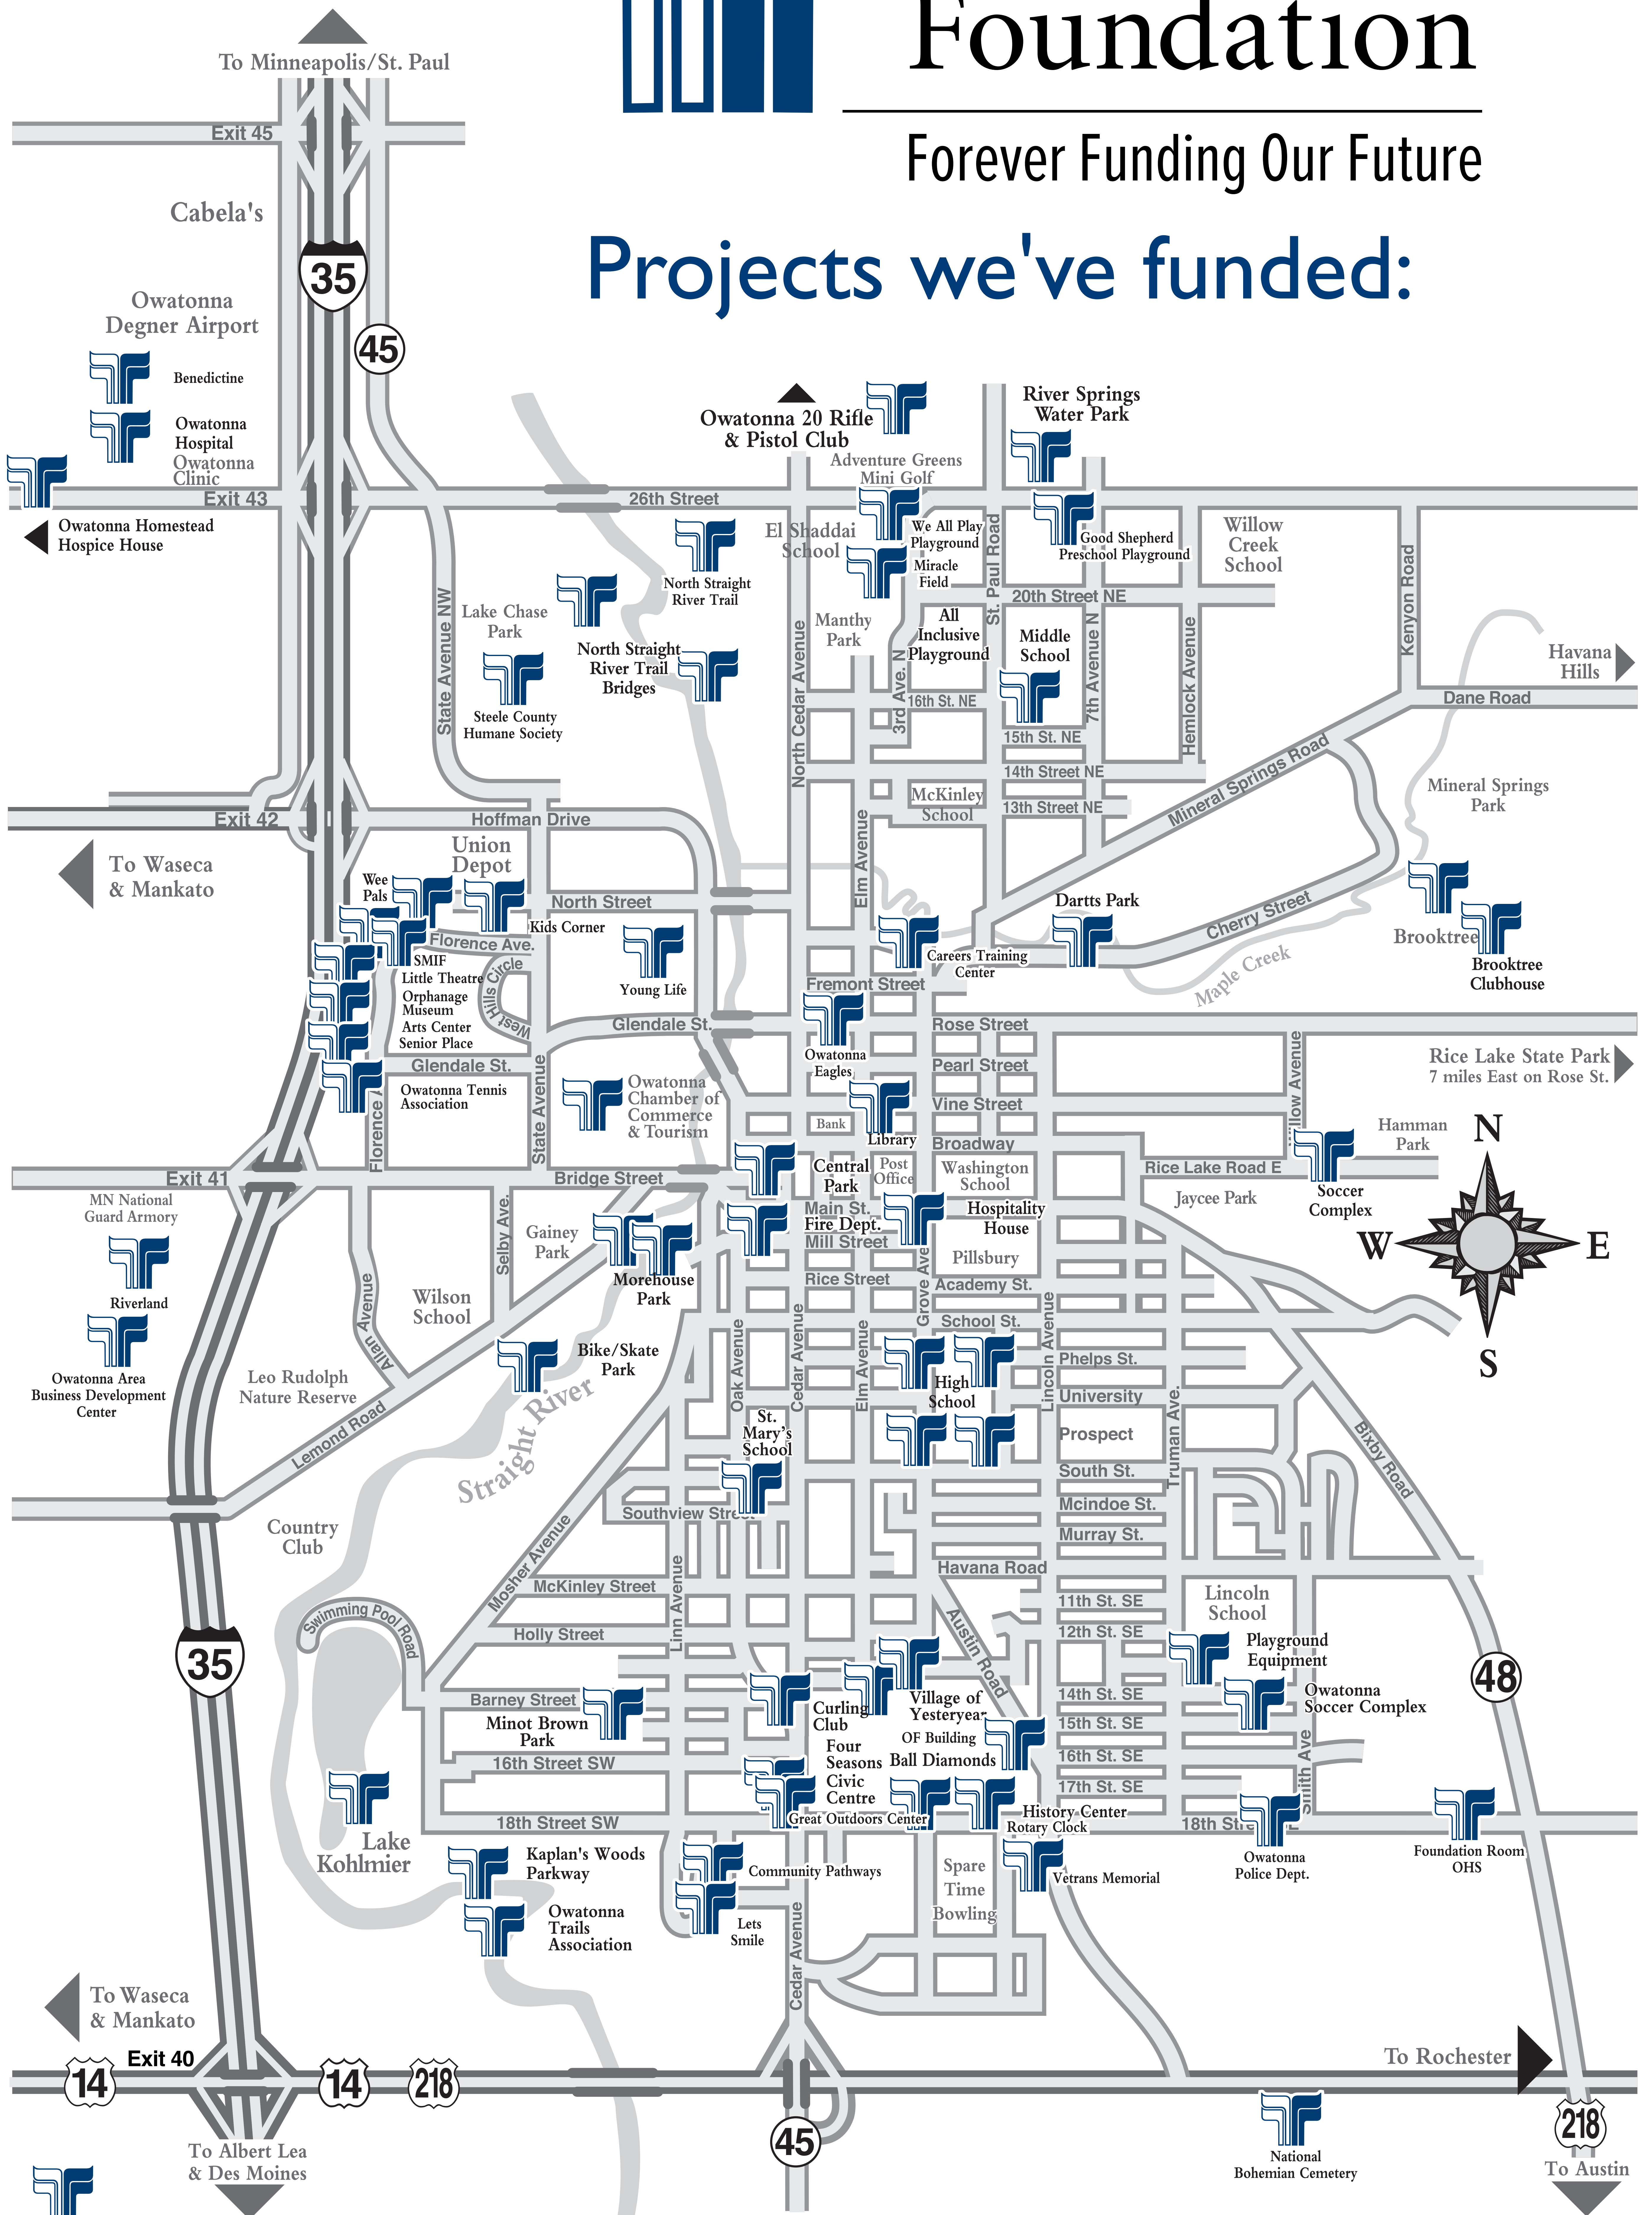 Foundation
Forever Funding Our Future
Projects we've funded:
To Minneapolis/St. Paul
Exit 45
Cabela's
35
45
Owatonna
Degner Airport
Benedictine
Owatonna
Hospital
Owatonna
Clinic
Exit 43
Owatonna Homestead
Hospice House
26th Street
Owatonna 20 Rifle
& Pistol Club
River Springs
Water Park
Adventure Greens
Mini Golf
El Shaddai
School
We All Play
Playground
Miracle
Field
St. Paul Road
Good Shepherd
Preschool Playground
Willow
Creek
School
Kenyon Road
North Straight
River Trail
State Avenue NW
Lake Chase
Park
North Straight
River Trail
Bridges
Steele County
Humane Society
North Cedar Avenue
Manthy
Park
All
Inclusive
Playground
20th Street NE
Middle
School
7th Avenue N
Hemlock Avenue
3rd Ave. N
16th St. NE
15th St. NE
14th Street NE
13th Street NE
McKinley
School
Havana
Hills
Dane Road
Mineral Springs Road
Mineral Springs
Park
Exit 42
Hoffman Drive
To Waseca
& Mankato
Union
Depot
Wee
Pals
North Street
Kids Corner
Florence Ave.
SMIF
Little Theatre
Orphanage
Museum
Arts Center
Senior Place
West Hills Circle
Young Life
Elm Avenue
Careers Training
Center
Dartts Park
Cherry Street
Maple Creek
Brooktree
Brooktree
Clubhouse
Fremont Street
Glendale St.
Rose Street
Owatonna
Eagles
Pearl Street
Glendale St.
Owatonna Tennis
Association
State Avenue
Owatonna
Chamber of
Commerce
& Tourism
Vine Street
Bank
Library
Broadway
Rice Lake State Park
7 miles East on Rose St.
Hamman
Park
Rice Lake Road E
Soccer
Complex
Jaycee Park
N
W
E
S
Exit 41
Bridge Street
Central
Park
Post
Office
Washington
School
MN National
Guard Armory
Main St.
Fire Dept.
Mill Street
Hospitality
House
Pillsbury
Selby Ave.
Gainey
Park
Morehouse
Park
Riverland
Owatonna Area
Business Development
Center
Wilson
School
Allan Avenue
Leo Rudolph
Nature Reserve
Lemond Road
Bike/Skate
Park
Straight River
Rice Street
Academy St.
School St.
Oak Avenue
Cedar Avenue
Elm Avenue
Lincoln Avenue
Phelps St.
University
High
School
Prospect
South St.
Truman Ave.
Bixby Road
St.
Mary's
School
Mcindoe St.
Murray St.
Havana Road
Country
Club
Mosher Avenue
McKinley Street
Linn Avenue
Holly Street
Swimming Pool Road
Austin Road
11th St. SE
12th St. SE
Lincoln
School
Playground
Equipment
Owatonna
Soccer Complex
35
48
Barney Street
Minot Brown
Park
Curling
Club
Village of
Yesteryear
OF Building
14th St. SE
15th St. SE
16th Street SW
Four
Seasons
Civic
Centre
Ball Diamonds
16th St. SE
17th St. SE
18th Street SW
Great Outdoors Center
History Center
Rotary Clock
Lake
Kohlmier
Owatonna
Police Dept.
Foundation Room
OHS
Kaplan's Woods
Parkway
Community Pathways
Spare
Time
Bowling
Vetrans Memorial
Owatonna
Trails
Association
Lets
Smile
Cedar Avenue
To Waseca
& Mankato
Exit 40
14
14
218
45
To Rochester
218
To Albert Lea
& Des Moines
National
Bohemian Cemetery
To Austin